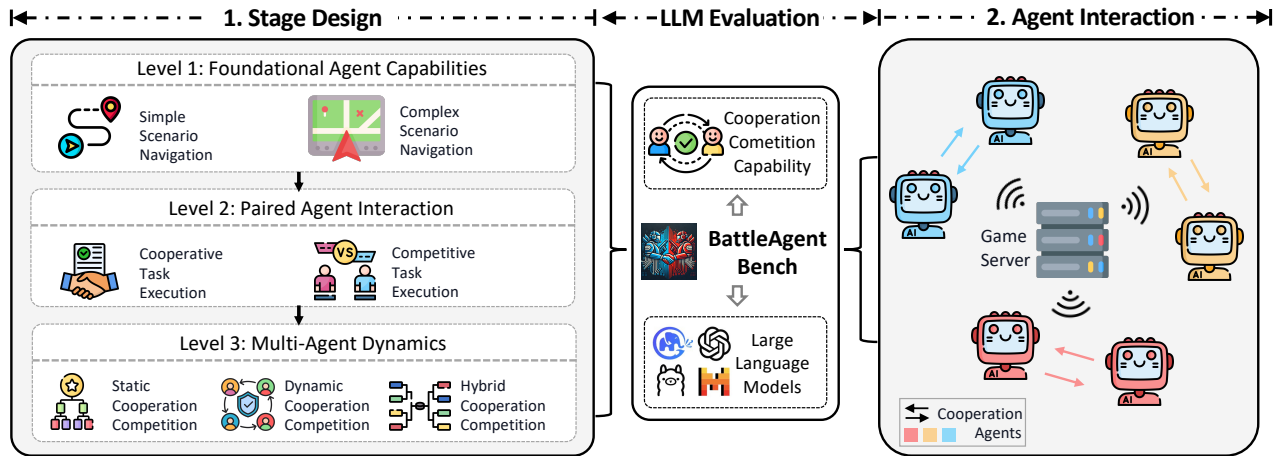 1. Stage Design
LLM Evaluation
2. Agent Interaction
Level 1: Foundational Agent Capabilities
Simple
Scenario
Navigation
Complex
Scenario
Navigation
Level 2: Paired Agent Interaction
Cooperative
Task
Execution
VS
Competitive
Task
Execution
Level 3: Multi-Agent Dynamics
Static
Cooperation
Competition
Dynamic
Cooperation
Competition
Hybrid
Cooperation
Competition
Cooperation
Cometition
Capability
BattleAgent
Bench
Large
Language
Models
AI
AI
AI
AI
Game
Server
AI
AI
Cooperation
Agents